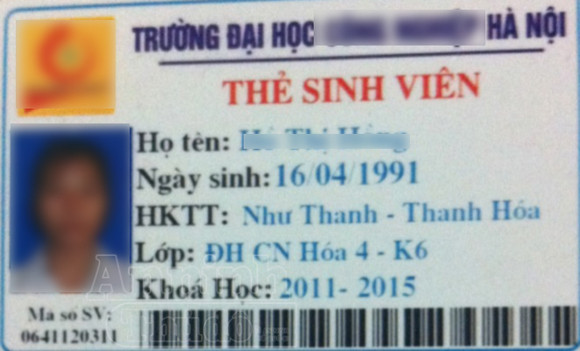 TRƯỜNG ĐẠI HỌC HÀ NỘI
THẺ SINH VIÊN
Họ tên:
Ngày sinh: 16/04/1991
HKTT: Như Thanh - Thanh Hóa
Lớp: ĐH CN Hóa 4 - K6
Khoá Học: 2011- 2015
Mã số SV:
0641120311